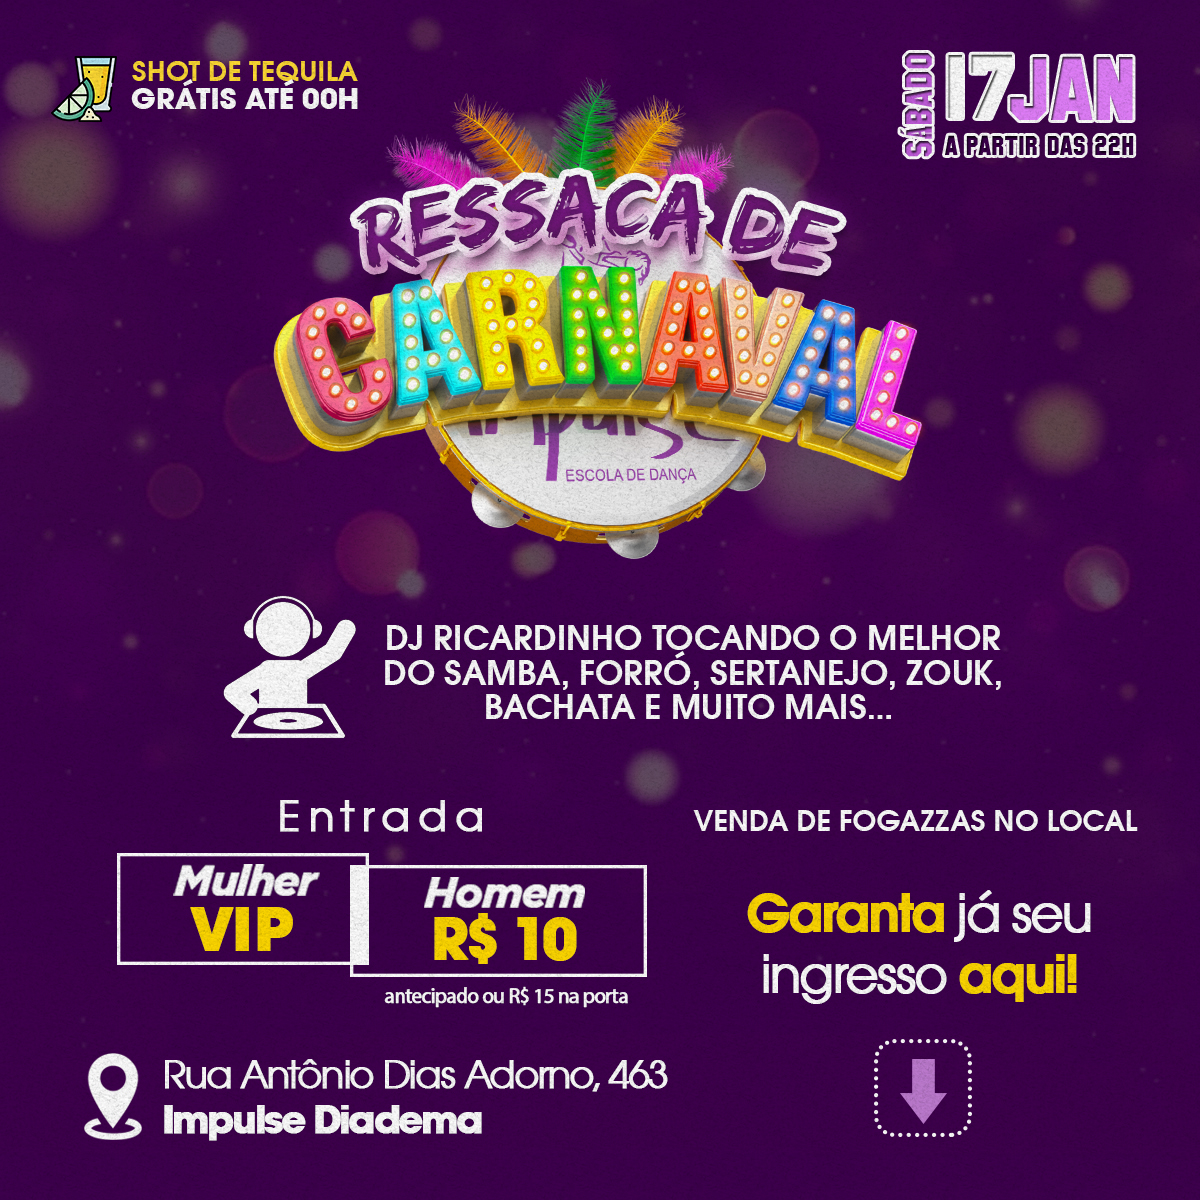 SHOT DE TEQUILA
GRÁTIS ATÉ 00H
SÁBADO
17JAN
A PARTIR DAS 22H
RESSACA DE
CARNAVAL
impulse
ESCOLA DE DANÇA
DJ RICARDINHO TOCANDO O MELHOR
DO SAMBA, FORRÓ, SERTANEJO, ZOUK,
BACHATA E MUITO MAIS...
Entrada
Mulher
VIP
Homem
R$ 10
antecipado ou R$ 15 na porta
VENDA DE FOGAZZAS NO LOCAL
Garanta já seu
ingresso aqui!
Rua Antônio Dias Adorno, 463
Impulse Diadema